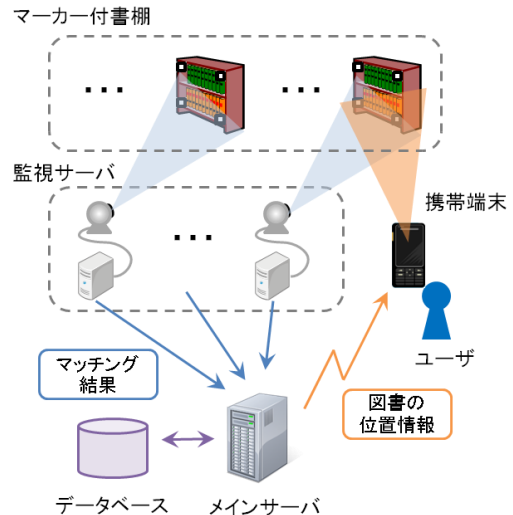 マーカー付書棚
...
...
監視サーバ
...
携帯端末
ユーザ
マッチング
結果
図書の
位置情報
データベース
メインサーバ